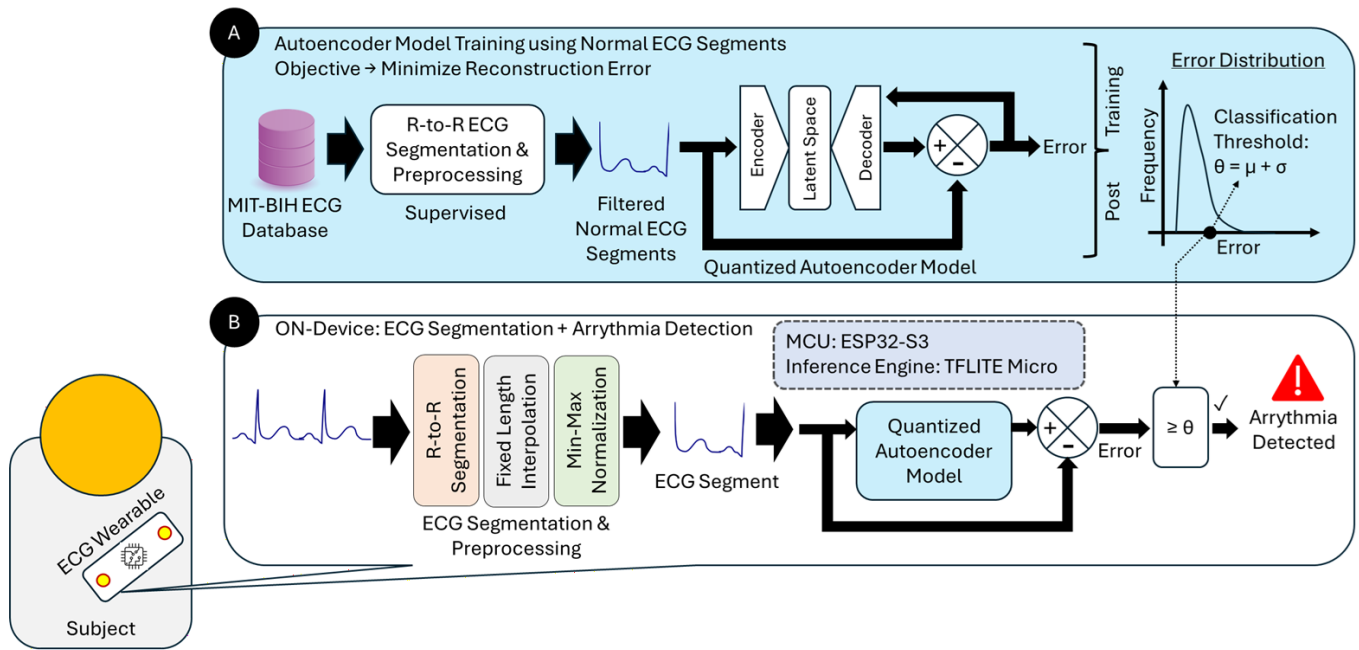 A
Autoencoder Model Training using Normal ECG Segments
Objective → Minimize Reconstruction Error
MIT-BIH ECG
Database
R-to-R ECG
Segmentation &
Preprocessing
Supervised
Filtered
Normal ECG
Segments
Encoder
Latent Space
Decoder
+
-
Error
Quantized Autoencoder Model
Post Training
Error Distribution
Frequency
Classification
Threshold:
θ = μ + σ
Error
B
ON-Device: ECG Segmentation + Arrythmia Detection
MCU: ESP32-S3
Inference Engine: TFLITE Micro
R-to-R
Segmentation
Fixed Length
Interpolation
Min-Max
Normalization
ECG Segmentation &
Preprocessing
ECG Segment
Quantized
Autoencoder
Model
+
-
Error
≥ θ
✓
!
Arrythmia
Detected
ECG Wearable
Subject